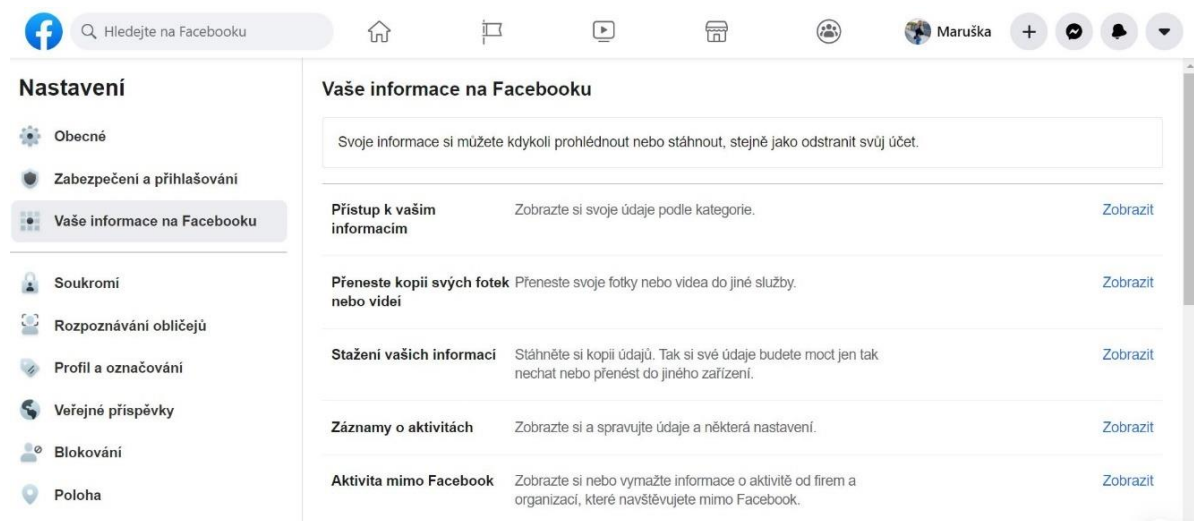 Hledejte na Facebooku
Maruška
Nastavení
Obecné
Zabezpečení a přihlašování
Vaše informace na Facebooku
Soukromí
Rozpoznávání obličejů
Profil a označování
Veřejné příspěvky
Blokování
Poloha
Vaše informace na Facebooku
Svoje informace si můžete kdykoli prohlédnout nebo stáhnout, stejně jako odstranit svůj účet.
Přístup k vašim
informacím
Zobrazte si svoje údaje podle kategorie.
Zobrazit
Přeneste kopii svých fotek
nebo videí
Přeneste svoje fotky nebo videa do jiné služby.
Zobrazit
Stažení vašich informací
Stáhněte si kopii údajů. Tak si své údaje budete moct jen tak
nechat nebo přenést do jiného zařízení.
Zobrazit
Záznamy o aktivitách
Zobrazte si a spravujte údaje a některá nastavení.
Zobrazit
Aktivita mimo Facebook
Zobrazte si nebo vymažte informace o aktivitě od firem a
organizací, které navštěvujete mimo Facebook.
Zobrazit